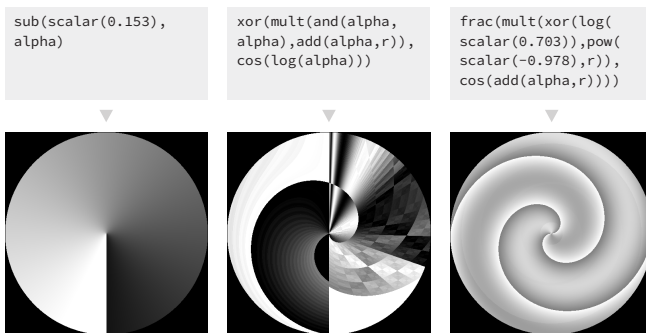 sub(scalar(0.153),
alpha)
xor(mult(and(alpha,
alpha),add(alpha,r)),
cos(log(alpha)))
frac(mult(xor(log(
scalar(0.703)),pow(
scalar(−0.978),r)),
cos(add(alpha,r))))